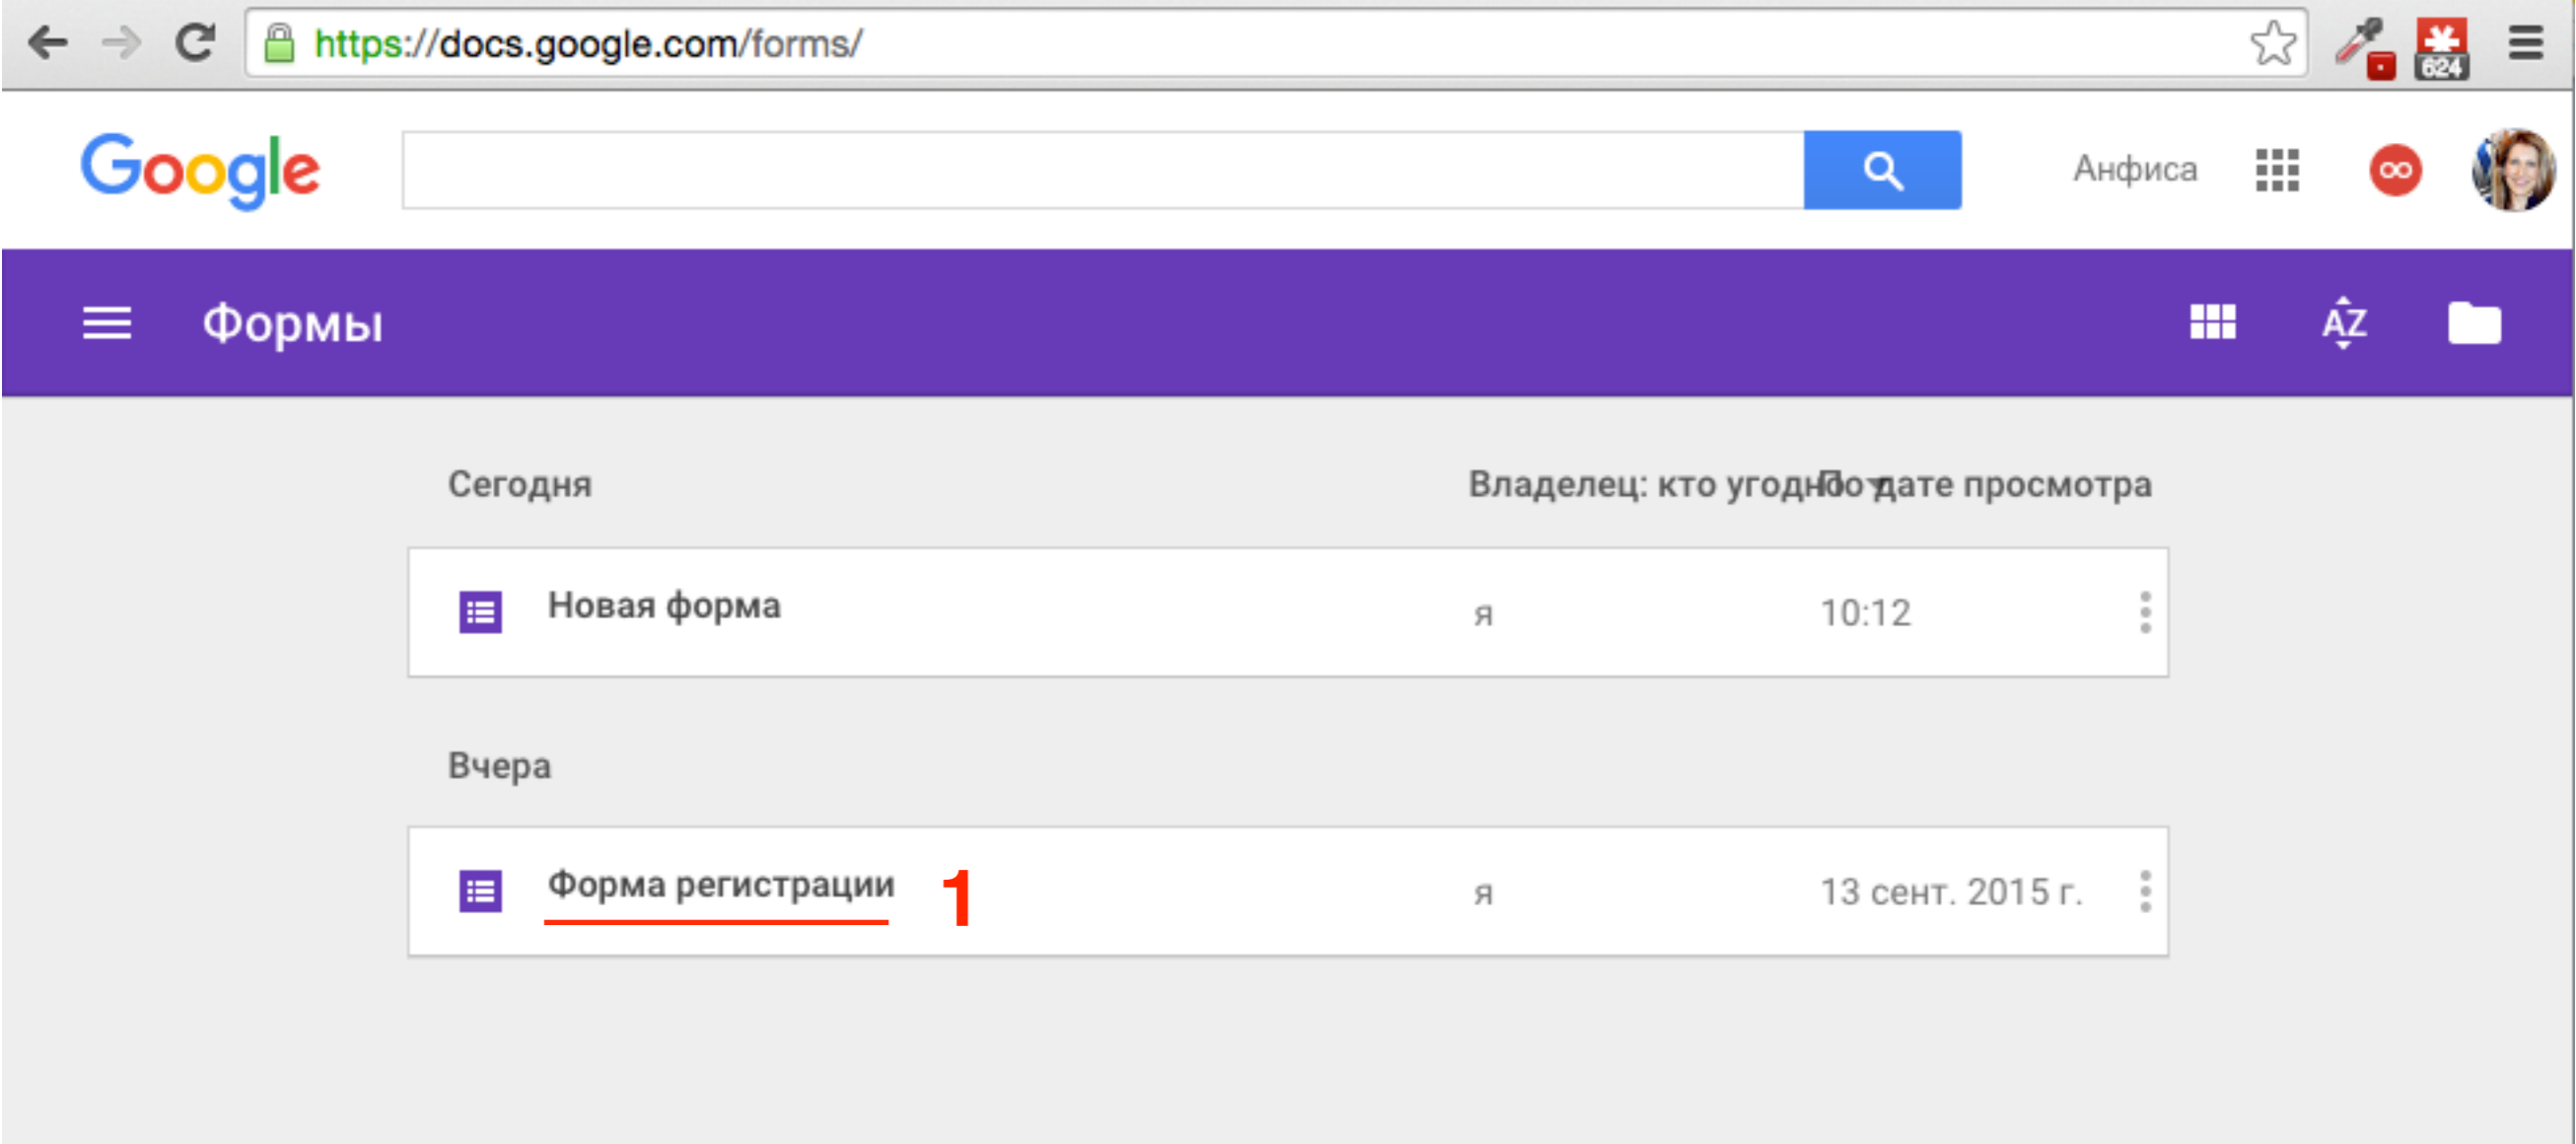 https://docs.google.com/forms/
624
Google
Анфиса
Формы
AZ
Сегодня
Владелец: кто угодно
По дате просмотра
Новая форма
я
10:12
Вчера
Форма регистрации
1
я
13 сент. 2015 г.